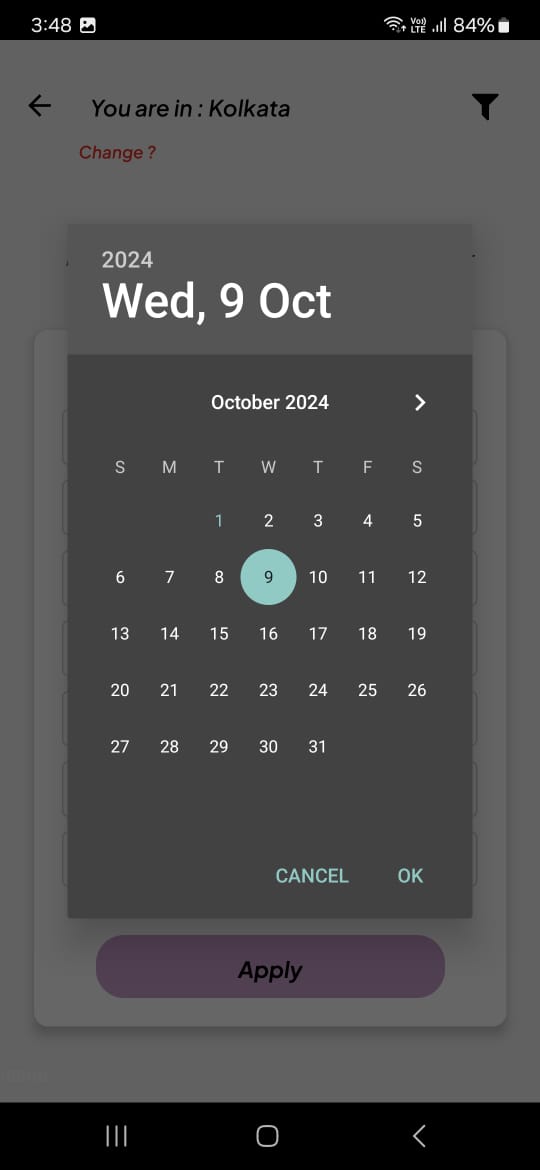 3:48 Vo)) LTE 84%
You are in : Kolkata
Change ?
2024
Wed, 9 Oct
October 2024
S M T W T F S
1 2 3 4 5
6 7 8 9 10 11 12
13 14 15 16 17 18 19
20 21 22 23 24 25 26
27 28 29 30 31
CANCEL OK
Apply